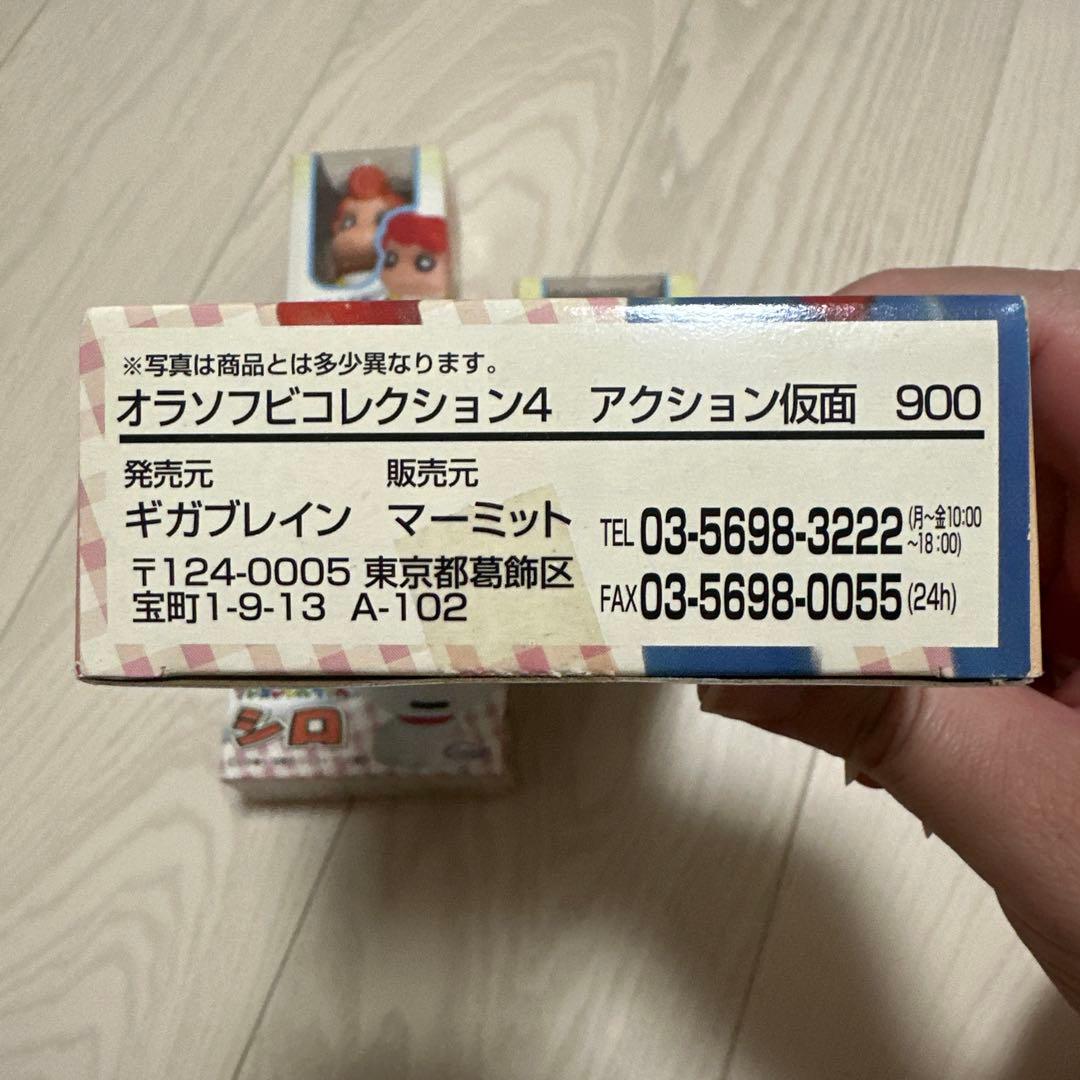 ※写真は商品とは多少異なります。
オラソフビコレクション4 アクション仮面 900
発売元 販売元
ギガブレイン マーミット
〒124-0005 東京都葛飾区
宝町1-9-13 A-102
TEL 03-5698-3222 (月〜金10:00
〜18:00)
FAX 03-5698-0055 (24h)
シロ